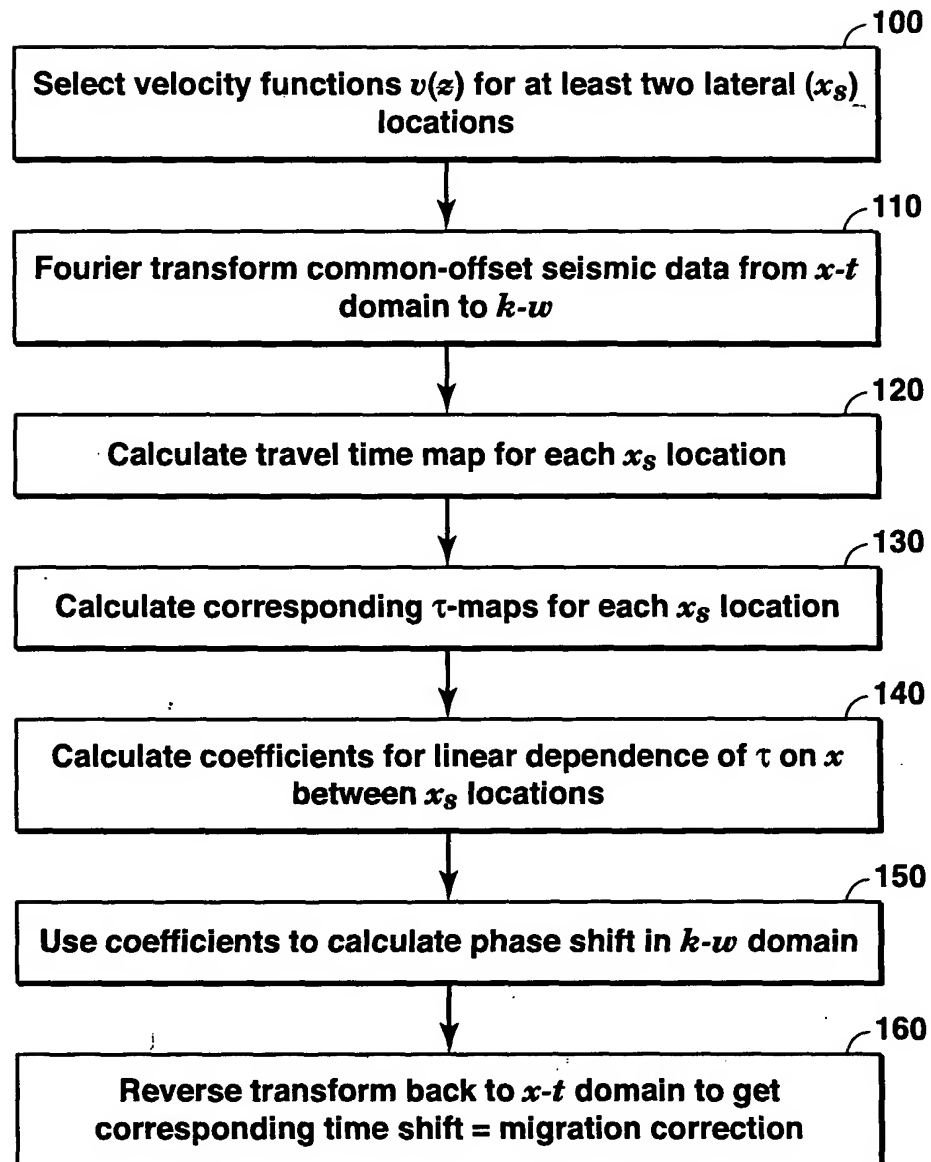 100
Select velocity functions v(z) for at least two lateral (xₛ)
locations
110
Fourier transform common-offset seismic data from x-t
domain to k-w
120
Calculate travel time map for each xₛ location
130
Calculate corresponding τ-maps for each xₛ location
140
Calculate coefficients for linear dependence of τ on x
between xₛ locations
150
Use coefficients to calculate phase shift in k-w domain
160
Reverse transform back to x-t domain to get
corresponding time shift = migration correction